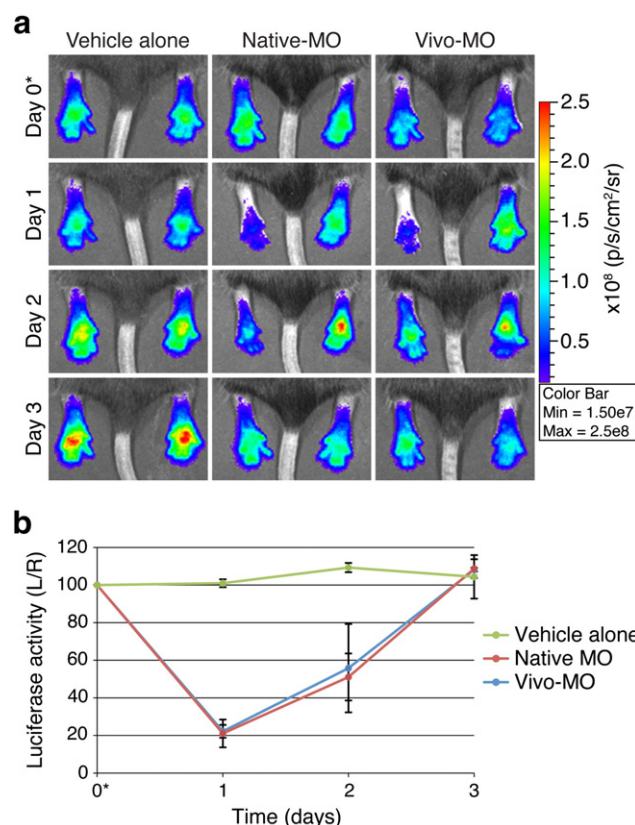 a
Vehicle alone Native-MO Vivo-MO
Day 0*
Day 1
Day 2
Day 3
2.5
2.0
1.5
1.0
0.5
x10⁸ (p/s/cm²/sr)
Color Bar
Min = 1.50e7
Max = 2.5e8
b
Luciferase activity (L/R)
120
100
80
60
40
20
0
0* 1 2 3
Time (days)
Vehicle alone
Native MO
Vivo-MO